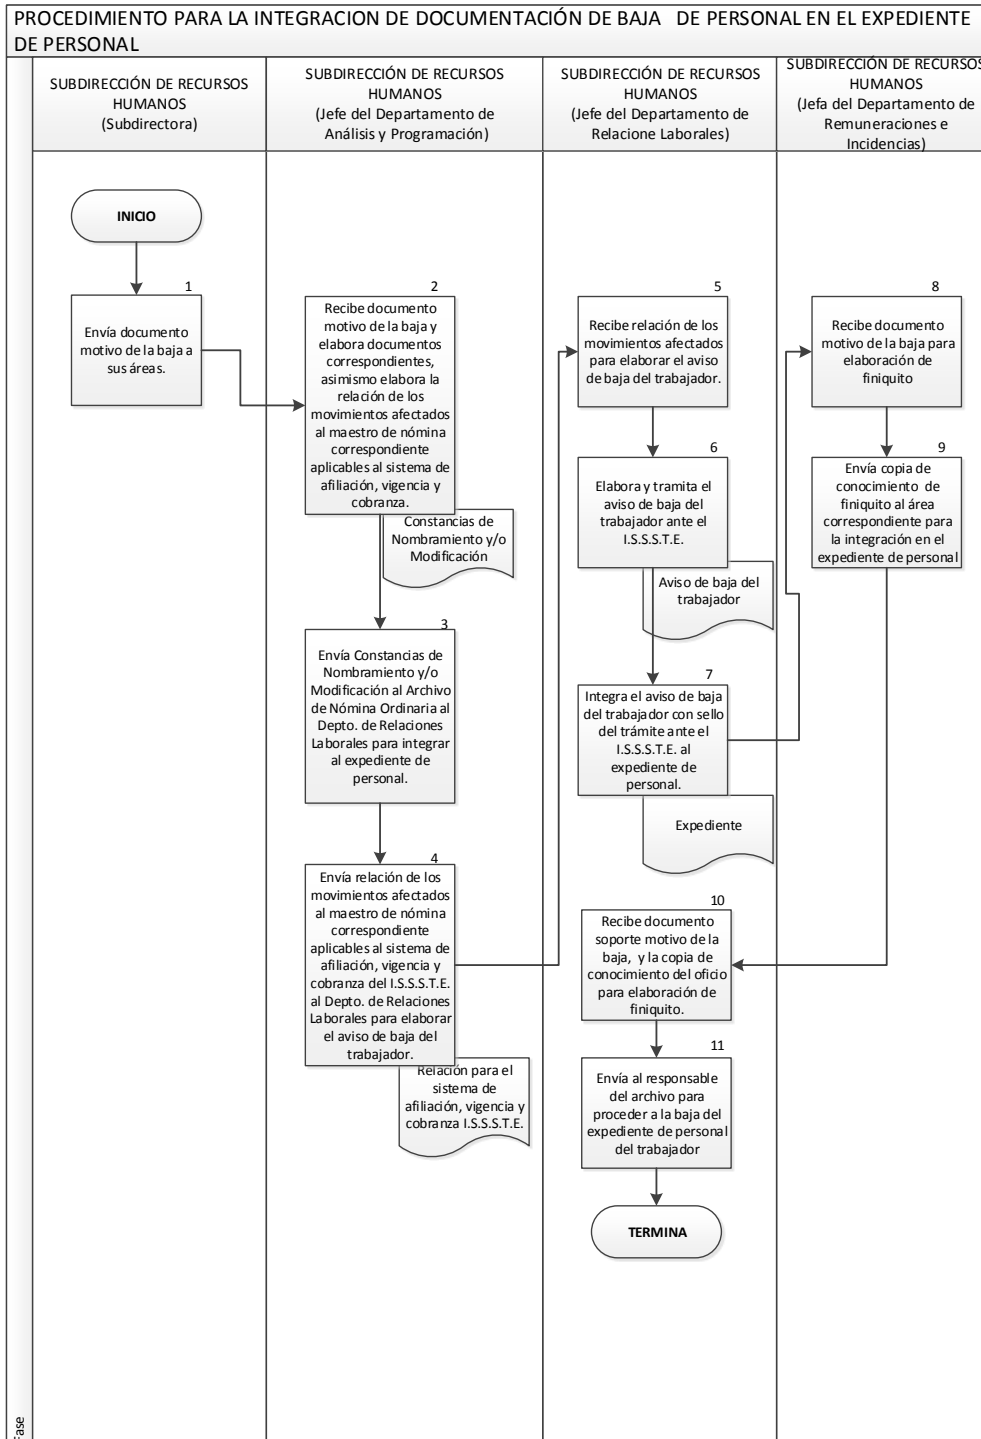 PROCEDIMIENTO PARA LA INTEGRACION DE DOCUMENTACIÓN DE BAJA DE PERSONAL EN EL EXPEDIENTE
DE PERSONAL
SUBDIRECCIÓN DE RECURSOS
HUMANOS
(Subdirectora)
SUBDIRECCIÓN DE RECURSOS
HUMANOS
(Jefe del Departamento de
Análisis y Programación)
SUBDIRECCIÓN DE RECURSOS
HUMANOS
(Jefe del Departamento de
Relacione Laborales)
SUBDIRECCIÓN DE RECURSOS
HUMANOS
(Jefa del Departamento de
Remuneraciones e
Incidencias)
INICIO
1
Envía documento
motivo de la baja a
sus áreas.
2
Recibe documento
motivo de la baja y
elabora documentos
correspondientes,
asimismo elabora la
relación de los
movimientos afectados
al maestro de nómina
correspondiente
aplicables al sistema de
afiliación, vigencia y
cobranza.
Constancias de
Nombramiento y/o
Modificación
3
Envía Constancias de
Nombramiento y/o
Modificación al Archivo
de Nómina Ordinaria al
Depto. de Relaciones
Laborales para integrar
al expediente de
personal.
4
Envía relación de los
movimientos afectados
al maestro de nómina
correspondiente
aplicables al sistema de
afiliación, vigencia y
cobranza del I.S.S.S.T.E.
al Depto. de Relaciones
Laborales para elaborar
el aviso de baja del
trabajador.
Relación para el
sistema de
afiliación, vigencia y
cobranza I.S.S.S.T.E.
5
Recibe relación de los
movimientos afectados
para elaborar el aviso
de baja del trabajador.
6
Elabora y tramita el
aviso de baja del
trabajador ante el
I.S.S.S.T.E.
Aviso de baja del
trabajador
7
Integra el aviso de baja
del trabajador con sello
del trámite ante el
I.S.S.S.T.E. al
expediente de
personal.
Expediente
8
Recibe documento
motivo de la baja para
elaboración de
finiquito
9
Envía copia de
conocimiento de
finiquito al área
correspondiente para
la integración en el
expediente de personal
10
Recibe documento
soporte motivo de la
baja, y la copia de
conocimiento del oficio
para elaboración de
finiquito.
11
Envía al responsable
del archivo para
proceder a la baja del
expediente de personal
del trabajador
TERMINA
Fase